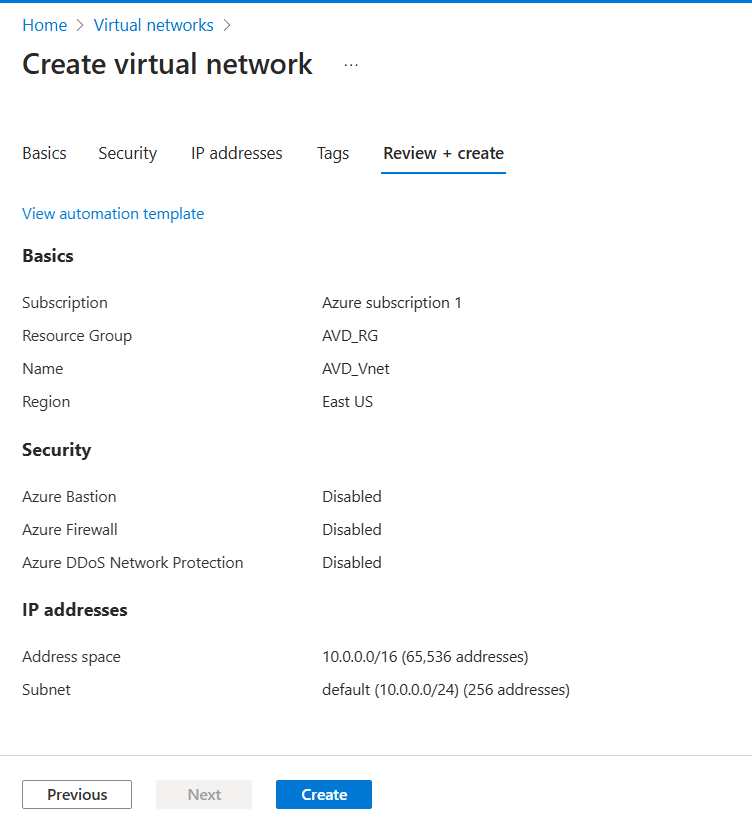 Home > Virtual networks >
Create virtual network ...
Basics Security IP addresses Tags Review + create
View automation template
Basics
Subscription Azure subscription 1
Resource Group AVD_RG
Name AVD_Vnet
Region East US
Security
Azure Bastion Disabled
Azure Firewall Disabled
Azure DDoS Network Protection Disabled
IP addresses
Address space 10.0.0.0/16 (65,536 addresses)
Subnet default (10.0.0.0/24) (256 addresses)
Previous Next Create